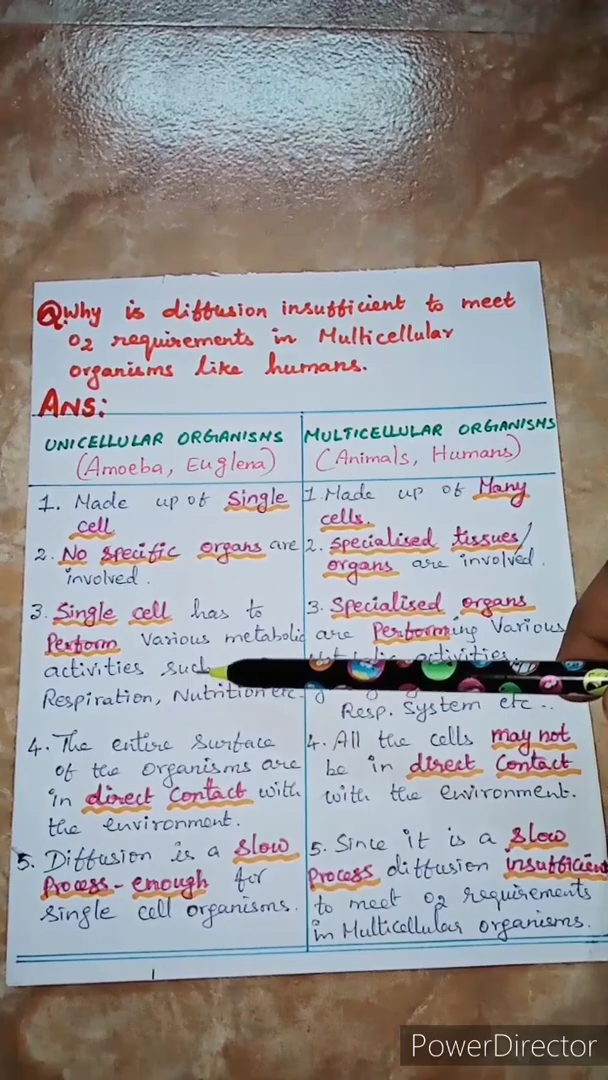 Q. Why is diffusion insufficient to meet
O2 requirements in Multicellular
organisms like humans.
ANS:
UNICELLULAR ORGANISMS
(Amoeba, Euglena)
1. Made up of Single
cell
2. No specific organs are
involved.
3. Single cell has to
Perform various metabolic
activities such
Respiration, Nutrition etc.
4. The entire surface
of the organisms are
in direct contact with
the environment.
5. Diffusion is a slow
Process - enough for
single cell organisms.
MULTICELLULAR ORGANISMS
(Animals, Humans)
1. Made up of Many
cells.
2. Specialised tissues/
organs are involved.
3. Specialised organs
are Performing various
activities
Resp. System etc..
4. All the cells may not
be in direct contact
with the environment.
5. Since it is a slow
Process diffusion insufficient
to meet O2 requirements
in Multicellular organisms.
PowerDirector